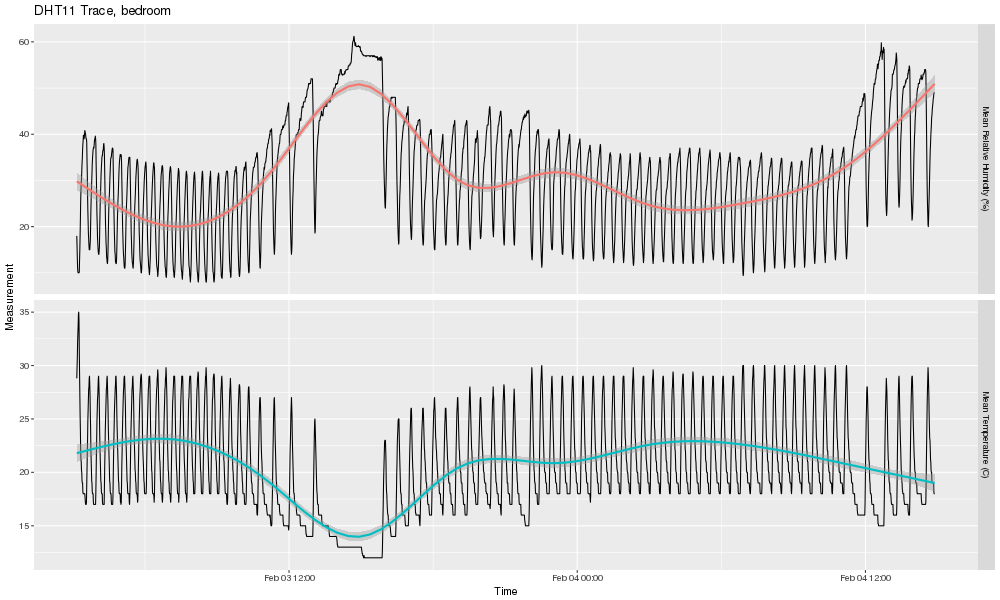 DHT11 Trace, bedroom
60
40
20
Mean Relative Humidity (%)
Measurement
35
30
25
20
15
Mean Temperature (C)
Feb 03 12:00
Feb 04 00:00
Feb 04 12:00
Time